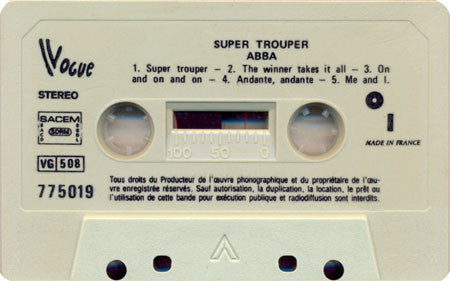 Vogue
SUPER TROUPER
ABBA
1. Super trouper - 2. The winner takes it all - 3. On
and on and on - 4. Andante, andante - 5. Me and I.
STEREO
SACEM
SDRM
VG 508
775019
100 50 0
I
MADE IN FRANCE
Tous droits du Producteur de l'œuvre phonographique et du propriétaire de l'œu-
vre enregistrée réservés. Sauf autorisation, la duplication, la location, le prêt ou
l'utilisation de cette bande pour exécution publique et radiodiffusion sont interdits.